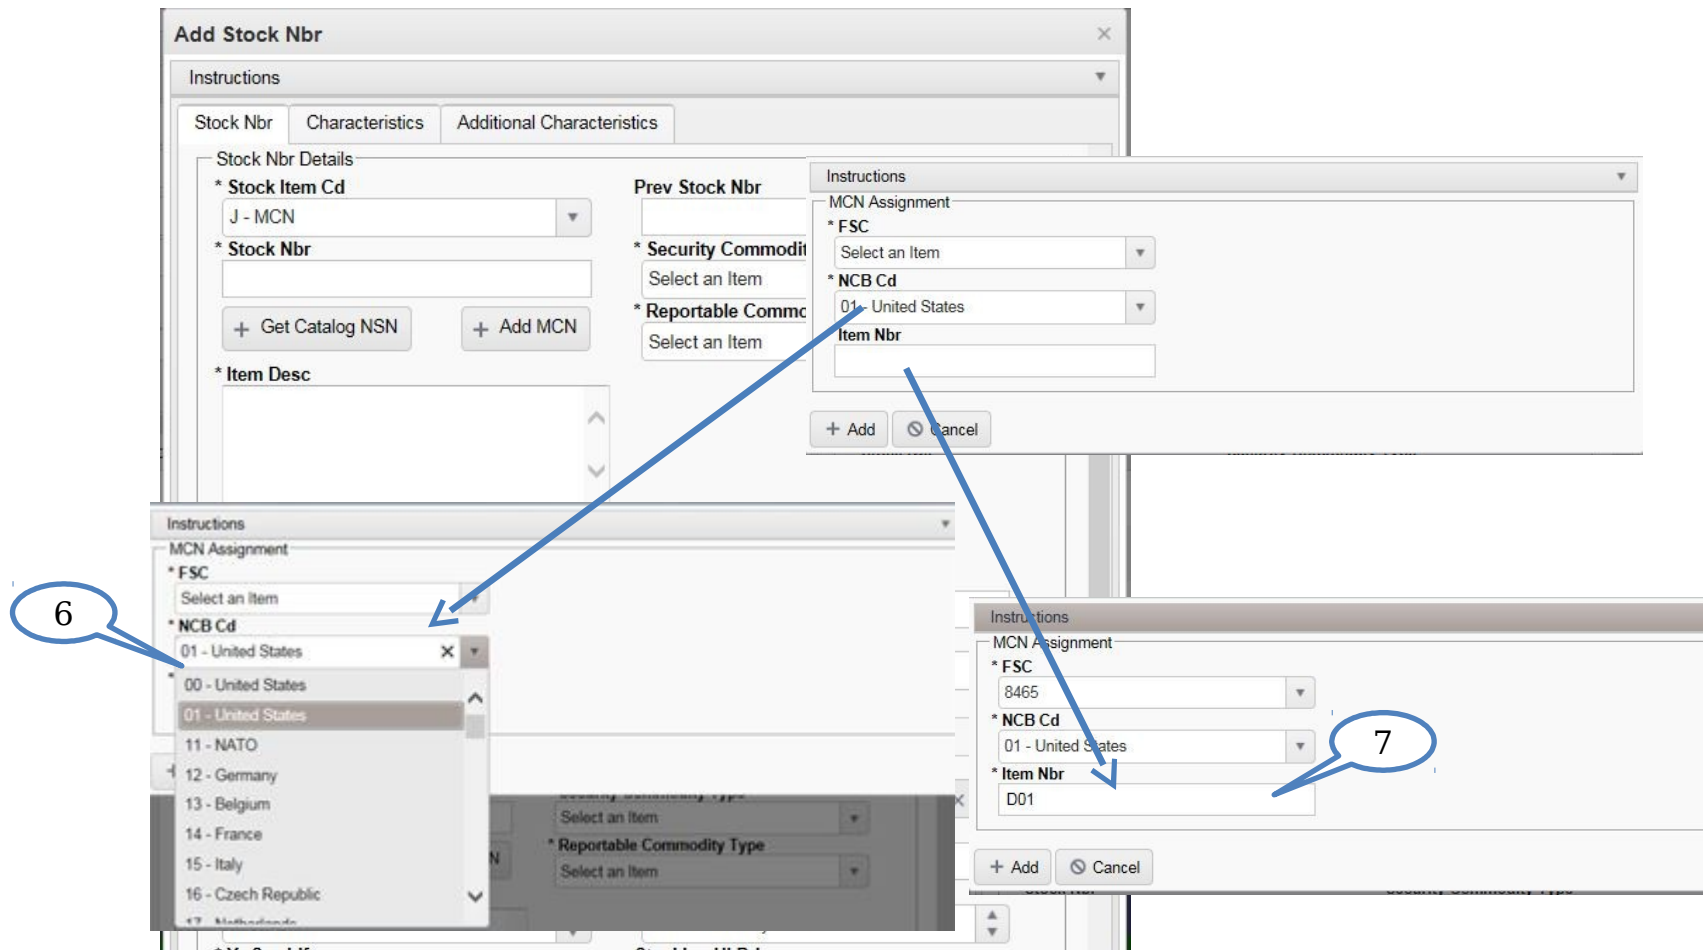 Add Stock Nbr
Instructions
Stock Nbr Characteristics Additional Characteristics
Stock Nbr Details
* Stock Item Cd
J - MCN
* Stock Nbr
+ Get Catalog NSN + Add MCN
* Item Desc
Prev Stock Nbr
* Security Commodit
Select an Item
* Reportable Commo
Select an Item
Instructions
MCN Assignment
* FSC
Select an Item
* NCB Cd
01 - United States
Item Nbr
+ Add Cancel
Instructions
MCN Assignment
* FSC
Select an Item
* NCB Cd
01 - United States
00 - United States
01 - United States
11 - NATO
12 - Germany
13 - Belgium
14 - France
15 - Italy
16 - Czech Republic
6
Select an Item
* Reportable Commodity Type
Select an Item
Instructions
MCN Assignment
* FSC
8465
* NCB Cd
01 - United States
* Item Nbr
D01
+ Add Cancel
7